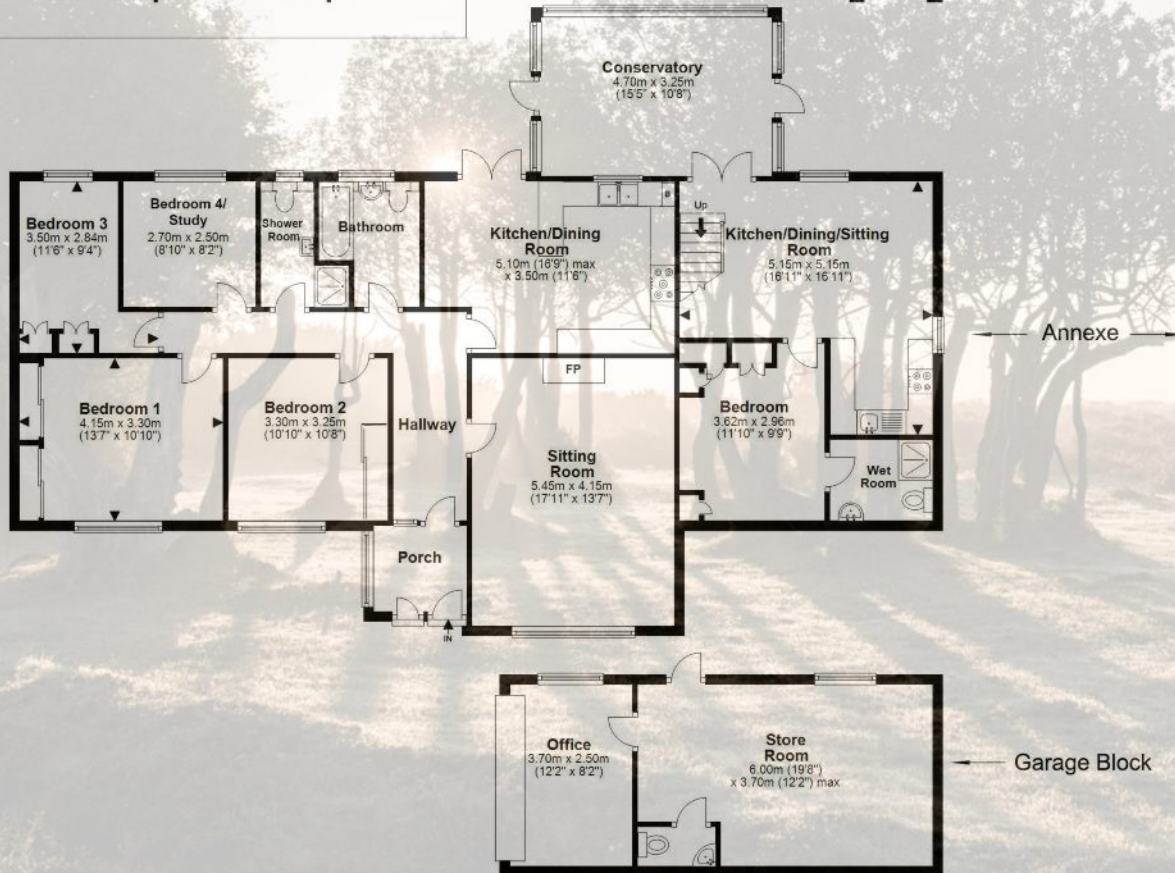 Conservatory
4.70m x 3.25m
(15'5" x 10'8")
Bedroom 3
3.50m x 2.84m
(11'6" x 9'4")
Bedroom 4/
Study
2.70m x 2.50m
(8'10" x 8'2")
Shower
Room
Bathroom
Kitchen/Dining
Room
5.10m (16'9") max
x 3.50m (11'6")
Up
Kitchen/Dining/Sitting
Room
5.15m x 5.15m
(16'11" x 16'11")
Annexe
Bedroom 1
4.15m x 3.30m
(13'7" x 10'10")
Bedroom 2
3.30m x 3.25m
(10'10" x 10'8")
Hallway
FP
Sitting
Room
5.45m x 4.15m
(17'11" x 13'7")
Bedroom
3.62m x 2.96m
(11'10" x 9'9")
Wet
Room
Porch
IN
Office
3.70m x 2.50m
(12'2" x 8'2")
Store
Room
6.00m (19'8")
x 3.70m (12'2") max
Garage Block